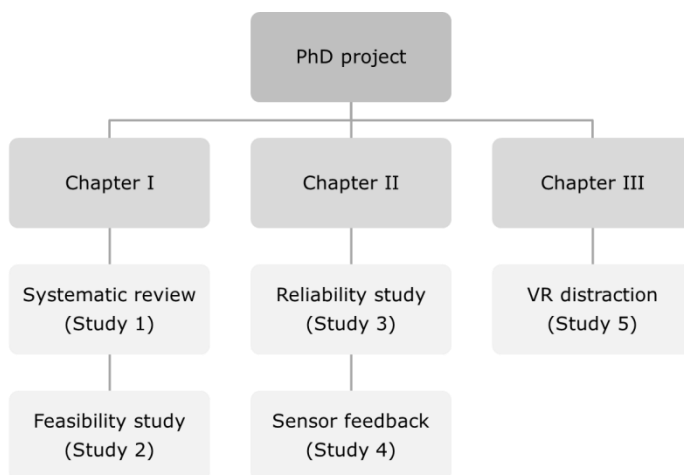 PhD project
Chapter I
Chapter II
Chapter III
Systematic review
(Study 1)
Reliability study
(Study 3)
VR distraction
(Study 5)
Feasibility study
(Study 2)
Sensor feedback
(Study 4)